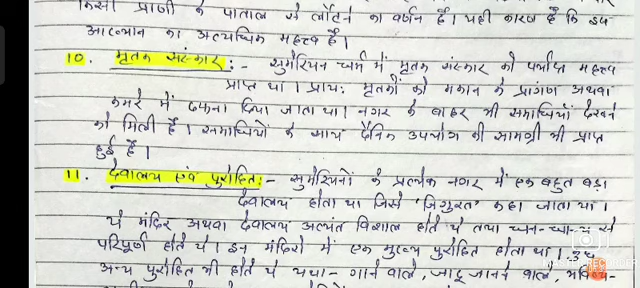 किसी प्राणी के पाताल से लौटने का वर्णन है। यही कारण है कि इस
आख्यान का अत्यधिक महत्त्व है।
10. मृतक संस्कार :- सुमेरियन धर्म में मृतक संस्कार को पर्याप्त महत्त्व
प्राप्त था। प्रायः मृतकों को मकान के प्रांगण अथवा
कमरे में दफना दिया जाता था। नगर के बाहर भी समाधियाँ देखने
को मिली हैं। समाधियों के साथ दैनिक उपयोग की सामग्री भी प्राप्त
हुई है।
11. देवालय एवं पुरोहित :- सुमेरियनों के प्रत्येक नगर में एक बहुत बड़ा
देवालय होता था जिसे 'जिगुरत' कहा जाता था।
ये मंदिर अथवा देवालय अत्यंत विशाल होते थे तथा धन-धान्य से
परिपूर्ण होते थे। इन मंदिरों में एक मुख्य पुरोहित होता था।
अन्य पुरोहित भी होते थे यथा- गाने वाले, जादू जानने वाले, भविष्य-